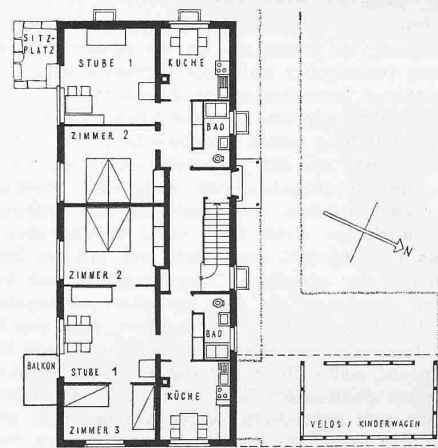 SITZ-
PLATZ
STUBE 1
KÜCHE
ZIMMER 2
BAD
ZIMMER 2
BAD
BALKON
STUBE 1
KÜCHE
ZIMMER 3
VELOS / KINDERWAGEN
N